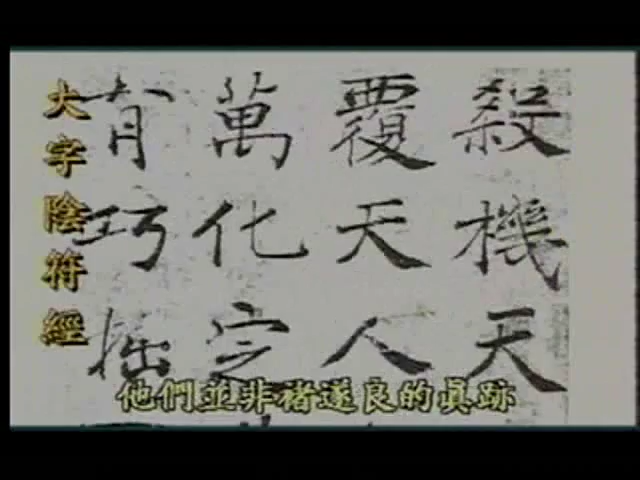 大字陰符經
殺機天
覆天人
萬化定
有巧拙
他們並非褚遂良的眞跡